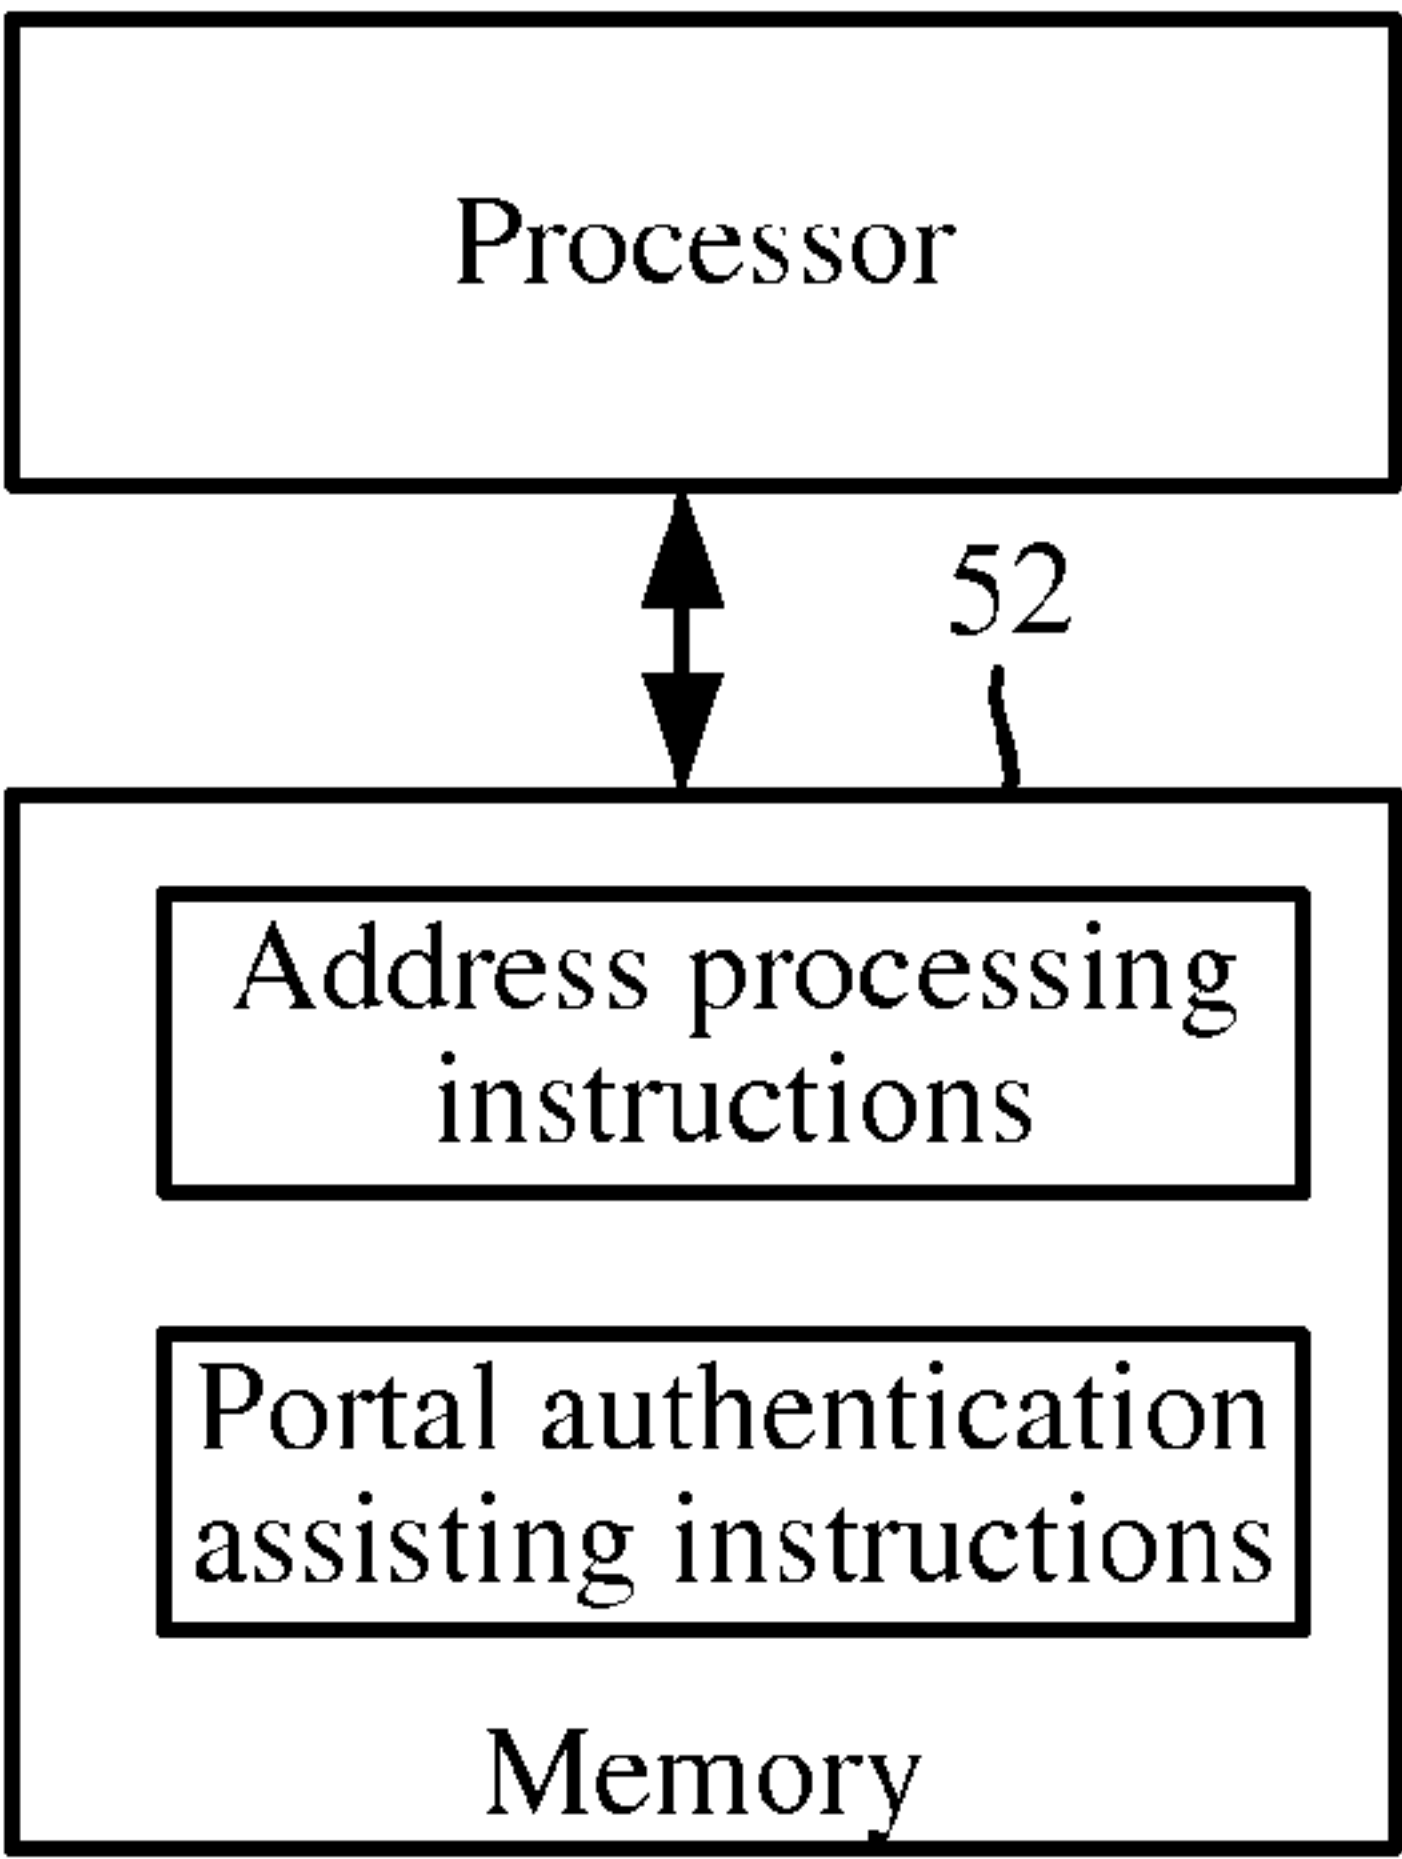 Processor
52
Address processing
instructions
Portal authentication
assisting instructions
Memory